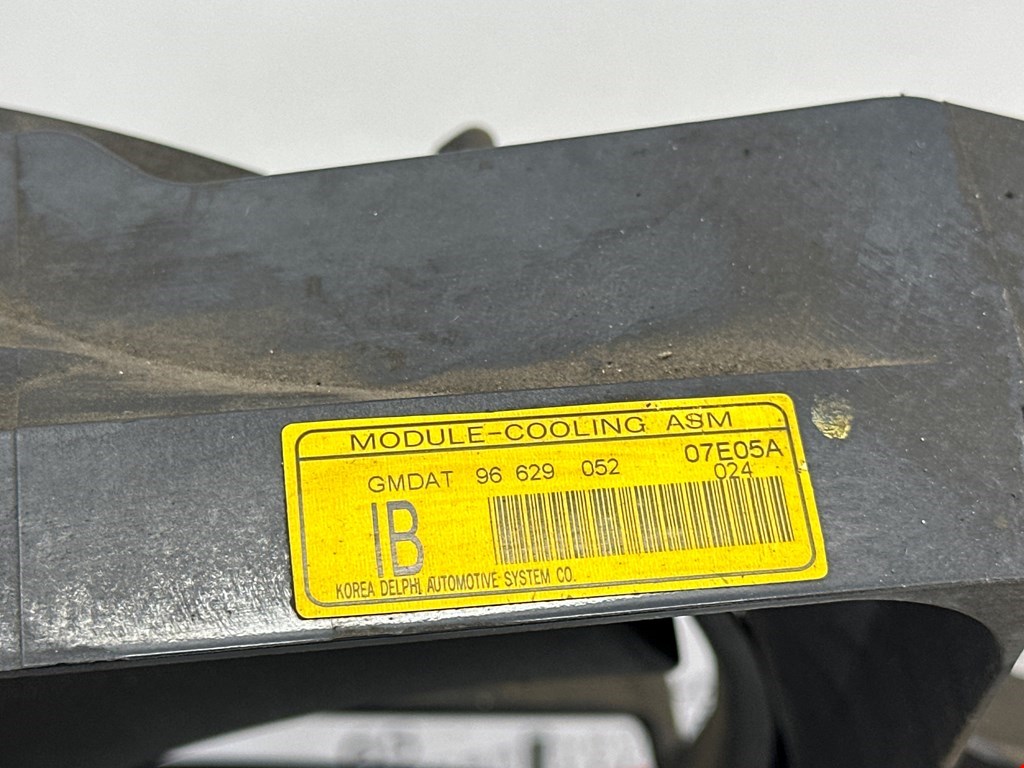 MODULE-COOLING ASM
GMDAT 96 629 052 07E05A
024
IB
KOREA DELPHI AUTOMOTIVE SYSTEM CO.